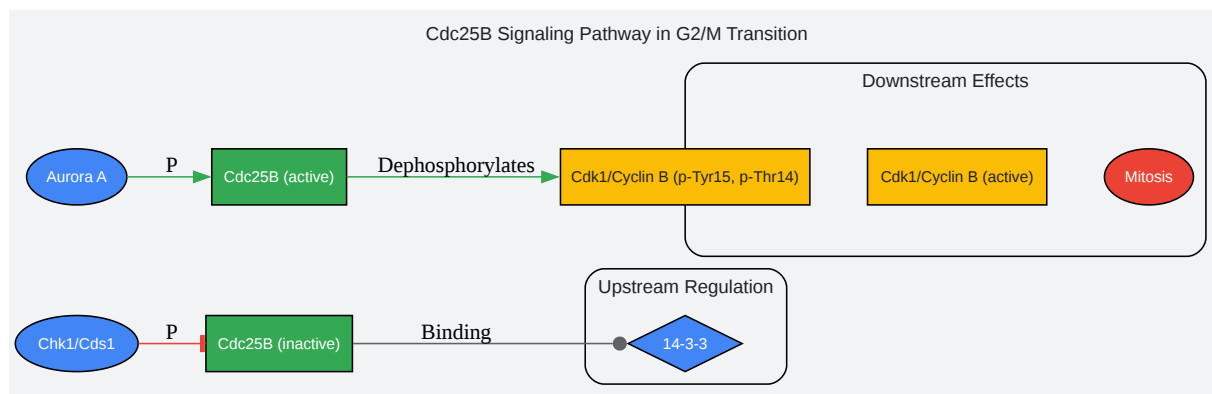 Cdc25B Signaling Pathway in G2/M Transition
Downstream Effects
Aurora A
P
Cdc25B (active)
Dephosphorylates
Cdk1/Cyclin B (p-Tyr15, p-Thr14)
Cdk1/Cyclin B (active)
Mitosis
Upstream Regulation
Chk1/Cds1
P
Cdc25B (inactive)
Binding
14-3-3